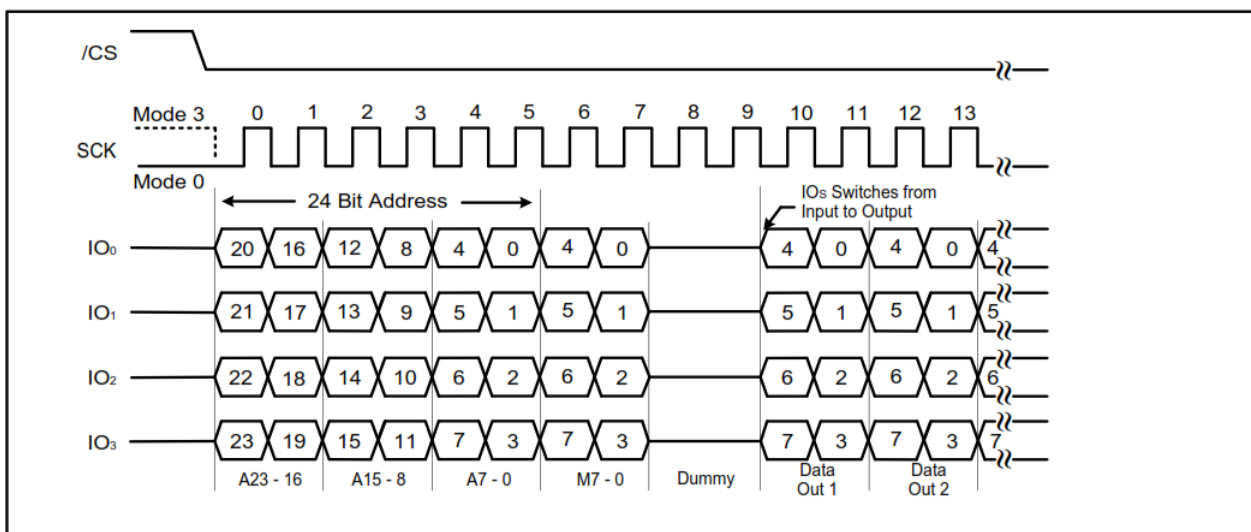 /CS
Mode 3 0 1 2 3 4 5 6 7 8 9 10 11 12 13
SCK
Mode 0
24 Bit Address
IOs Switches from
Input to Output
IO0 20 16 12 8 4 0 4 0 4 0 4 0 4
IO1 21 17 13 9 5 1 5 1 5 1 5 1 5
IO2 22 18 14 10 6 2 6 2 6 2 6 2 6
IO3 23 19 15 11 7 3 7 3 7 3 7 3 7
A23 - 16 A15 - 8 A7 - 0 M7 - 0 Dummy Data Data
Out 1 Out 2